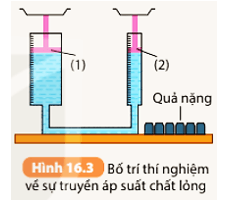 (1)
(2)
Quả nặng
Hình 16.3 Bố trí thí nghiệm
về sự truyền áp suất chất lỏng